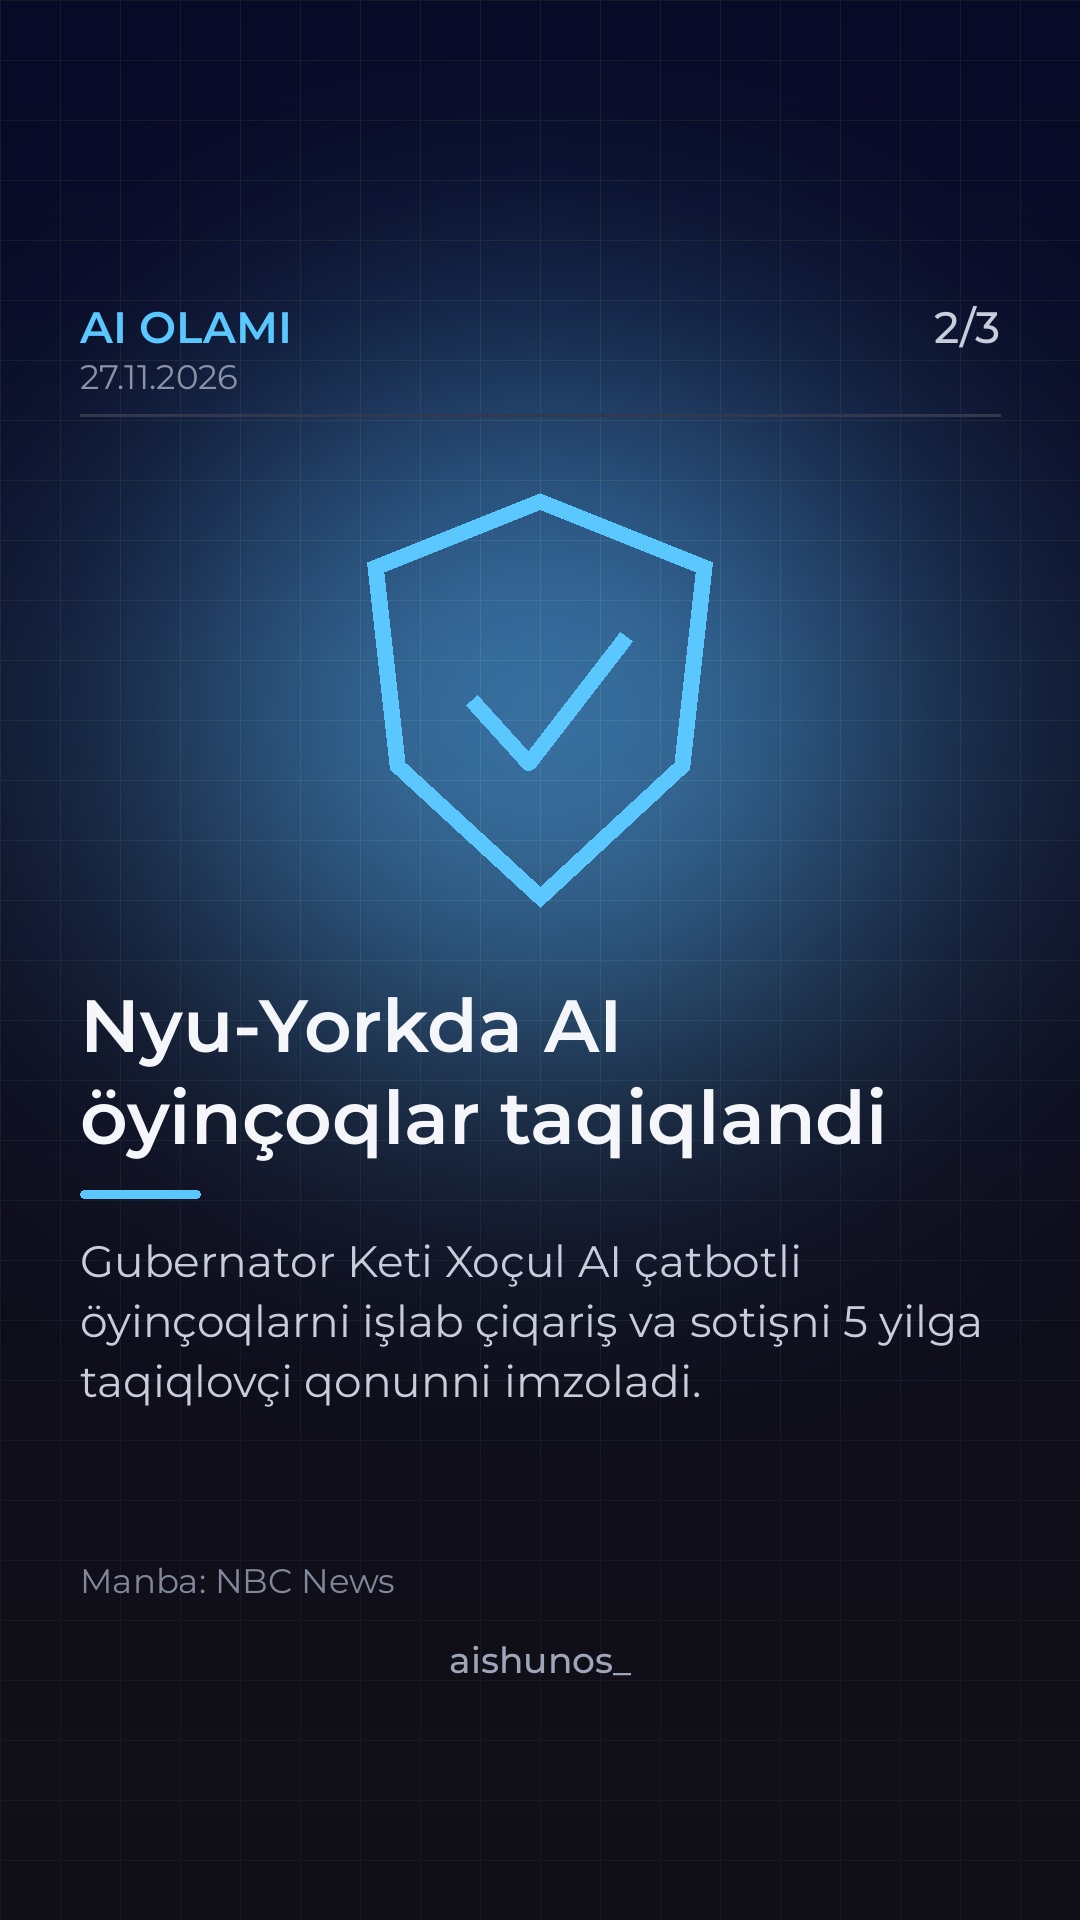 AI OLAMI
2/3
27.11.2026
Nyu-Yorkda AI
öyinçoqlar taqiqlandi
Gubernator Keti Xoçul AI çatbotli
öyinçoqlarni işlab çiqariş va sotişni 5 yilga
taqiqlovçi qonunni imzoladi.
Manba: NBC News
aishunos_